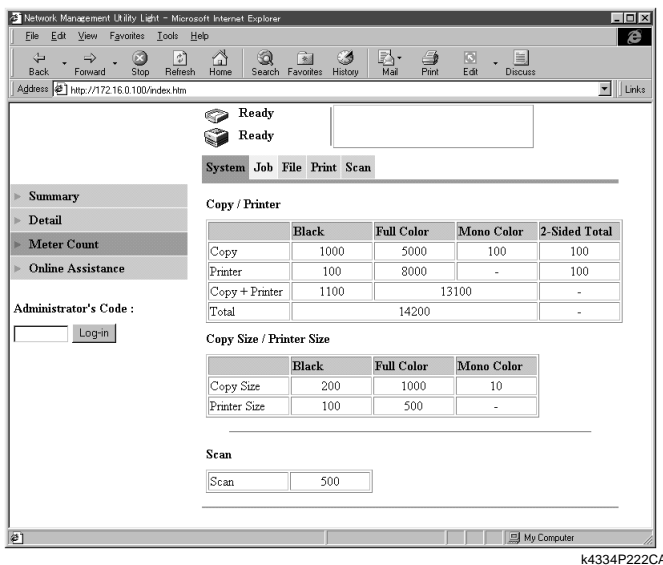 Network Management Utility Light - Microsoft Internet Explorer
File Edit View Favorites Tools Help
Back Forward Stop Refresh Home Search Favorites History Mail Print Edit Discuss
Address http://172.16.0.100/index.htm Links
Ready
Ready
System Job File Print Scan
Summary
Detail
Meter Count
Online Assistance
Administrator's Code :
Log-in
Copy / Printer
Black Full Color Mono Color 2-Sided Total
Copy 1000 5000 100 100
Printer 100 8000 - 100
Copy + Printer 1100 13100 -
Total 14200 -
Copy Size / Printer Size
Black Full Color Mono Color
Copy Size 200 1000 10
Printer Size 100 500 -
Scan
Scan 500
My Computer
k4334P222CA